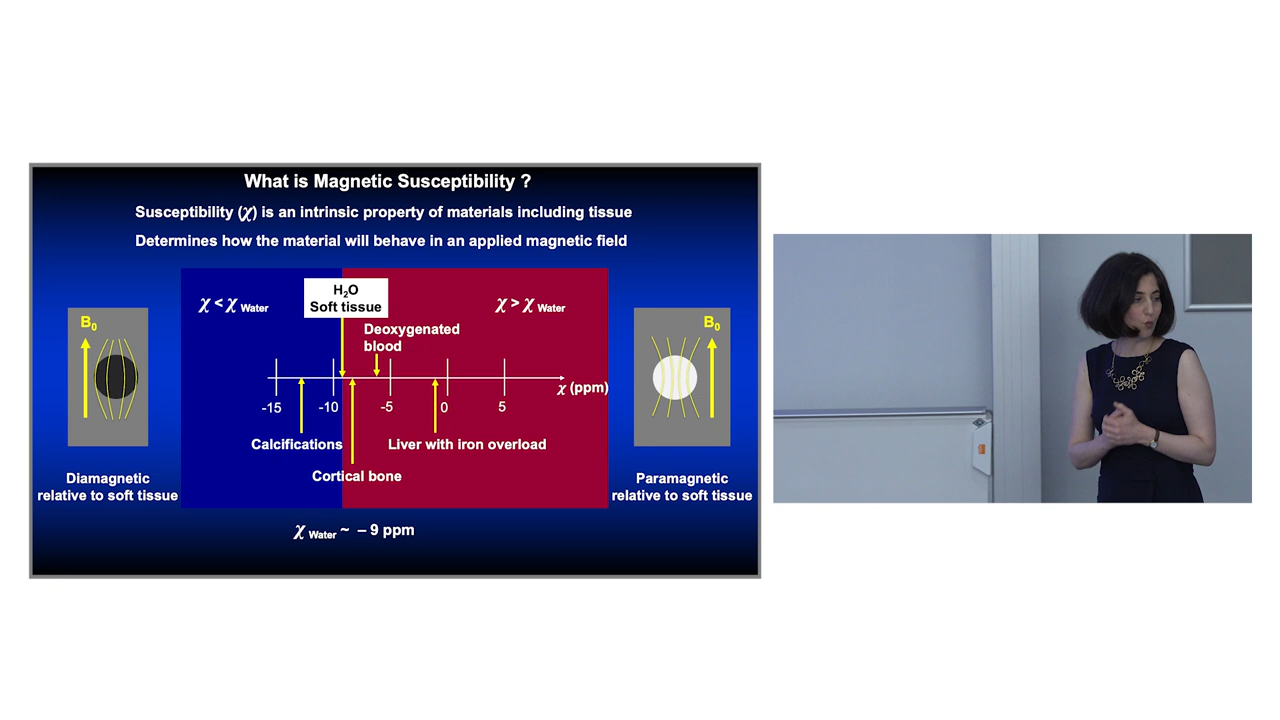 What is Magnetic Susceptibility ?
Susceptibility (χ) is an intrinsic property of materials including tissue
Determines how the material will behave in an applied magnetic field
χ < χ Water
H2O
Soft tissue
χ > χ Water
B0
B0
Deoxygenated
blood
χ (ppm)
-15
-10
-5
0
5
Calcifications
Liver with iron overload
Cortical bone
Diamagnetic
relative to soft tissue
Paramagnetic
relative to soft tissue
χ Water ~ – 9 ppm